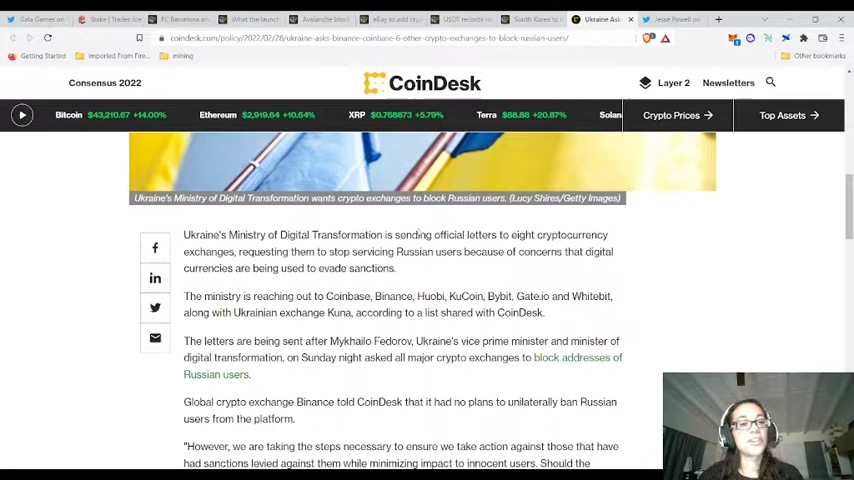 Gala Games on T
Stake | Trader Joe
FC Barcelona an
What the launch
Avalanche block
eBay so add cry
USDT records n
South Korea to
Ukraine Ask
Jesse Powell on
coindesk.com/policy/2022/02/28/ukraine-asks-binance-coinbase-6-other-crypto-exchanges-to-block-russian-users/
Getting Started
Imported From Fire...
mining
Other bookmarks
Consensus 2022
CoinDesk
Layer 2
Newsletters
Bitcoin $43,210.67 +14.00%
Ethereum $2,919.64 +10.64%
XRP $0.768873 +5.79%
Terra $88.88 +20.87%
Solan
Crypto Prices
Top Assets
Ukraine's Ministry of Digital Transformation wants crypto exchanges to block Russian users. (Lucy Shires/Getty Images)
Ukraine's Ministry of Digital Transformation is sending official letters to eight cryptocurrency
exchanges, requesting them to stop servicing Russian users because of concerns that digital
currencies are being used to evade sanctions.
The ministry is reaching out to Coinbase, Binance, Huobi, KuCoin, Bybit, Gate.io and Whitebit,
along with Ukrainian exchange Kuna, according to a list shared with CoinDesk.
The letters are being sent after Mykhailo Fedorov, Ukraine's vice prime minister and minister of
digital transformation, on Sunday night asked all major crypto exchanges to block addresses of
Russian users.
Global crypto exchange Binance told CoinDesk that it had no plans to unilaterally ban Russian
users from the platform.
"However, we are taking the steps necessary to ensure we take action against those that have
had sanctions levied against them while minimizing impact to innocent users. Should the